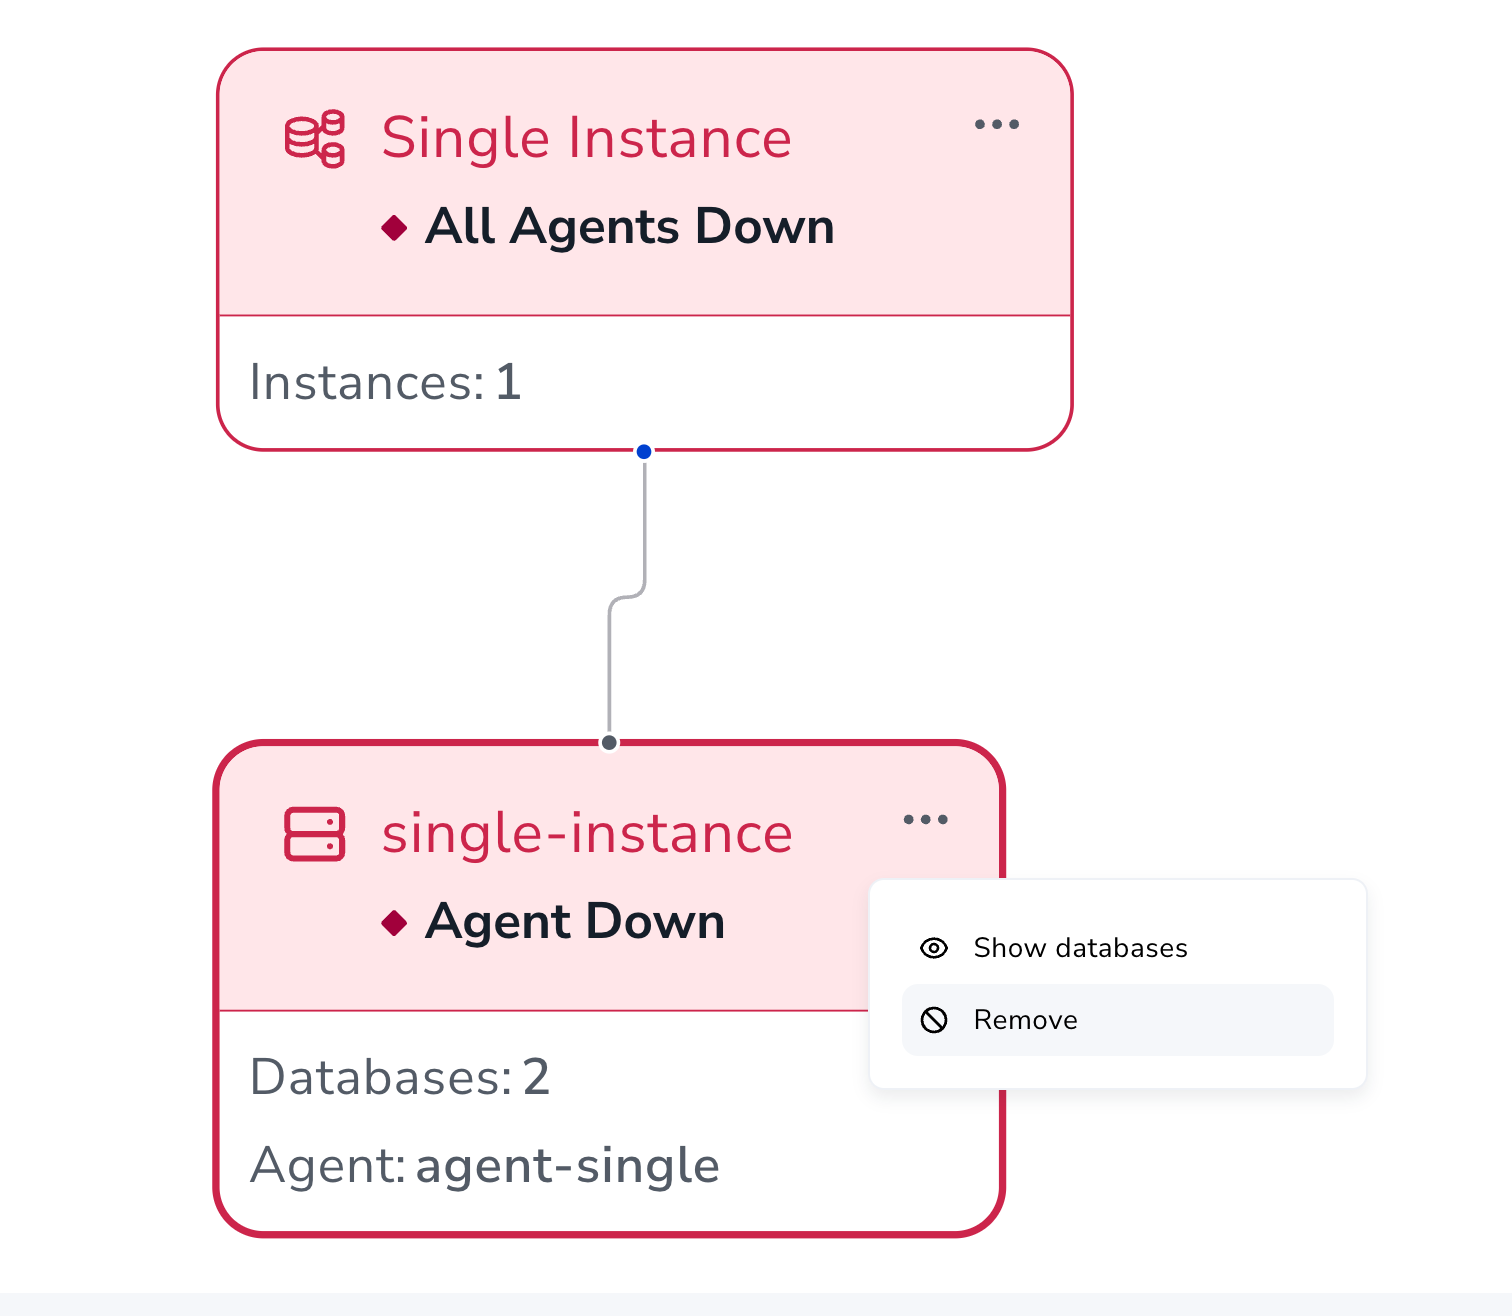 Single Instance
All Agents Down
Instances: 1
single-instance
Agent Down
Show databases
Remove
Databases: 2
Agent: agent-single